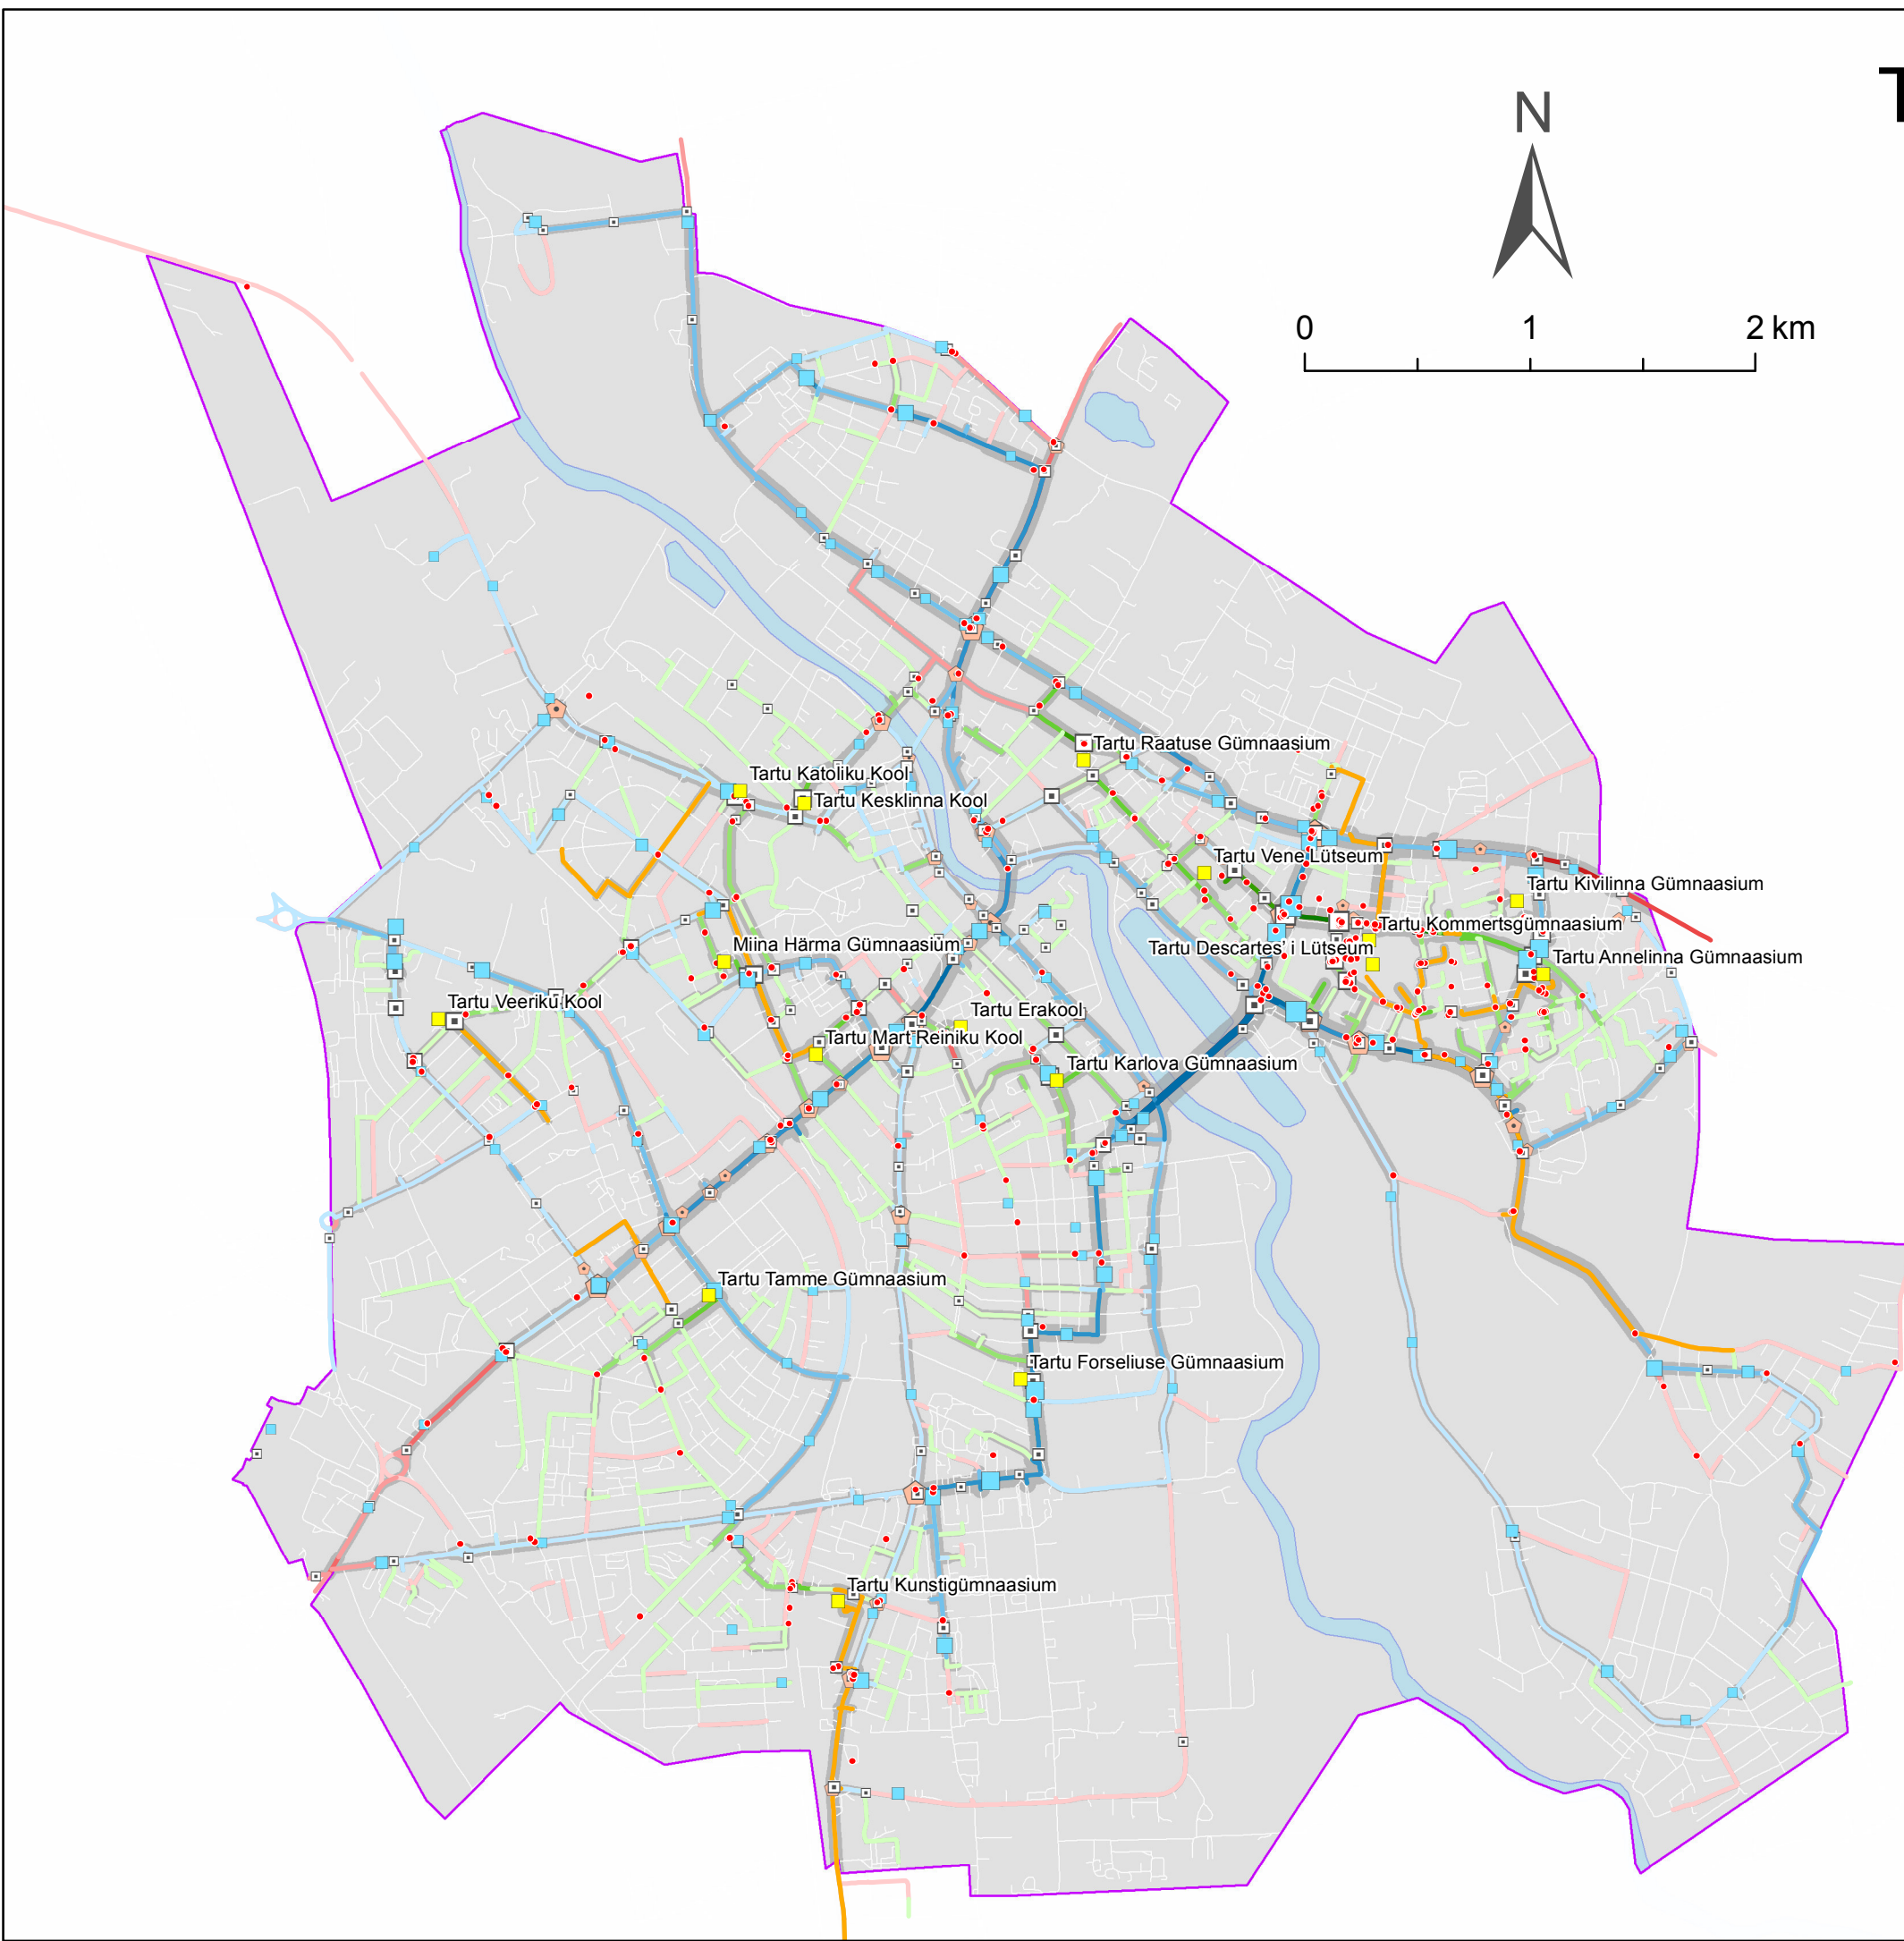 T
N
0 1 2 km
Tartu Raatuse Gümnaasium
Tartu Katoliku Kool
Tartu Kesklinna Kool
Tartu Vene Lütseum
Tartu Kivilinna Gümnaasium
Tartu Kommertsgümnaasium
Miina Härma Gümnaasium
Tartu Descartes' i Lütseum
Tartu Annelinna Gümnaasium
Tartu Veeriku Kool
Tartu Erakool
Tartu Mart Reiniku Kool
Tartu Karlova Gümnaasium
Tartu Tamme Gümnaasium
Tartu Forseliuse Gümnaasium
Tartu Kunstigümnaasium